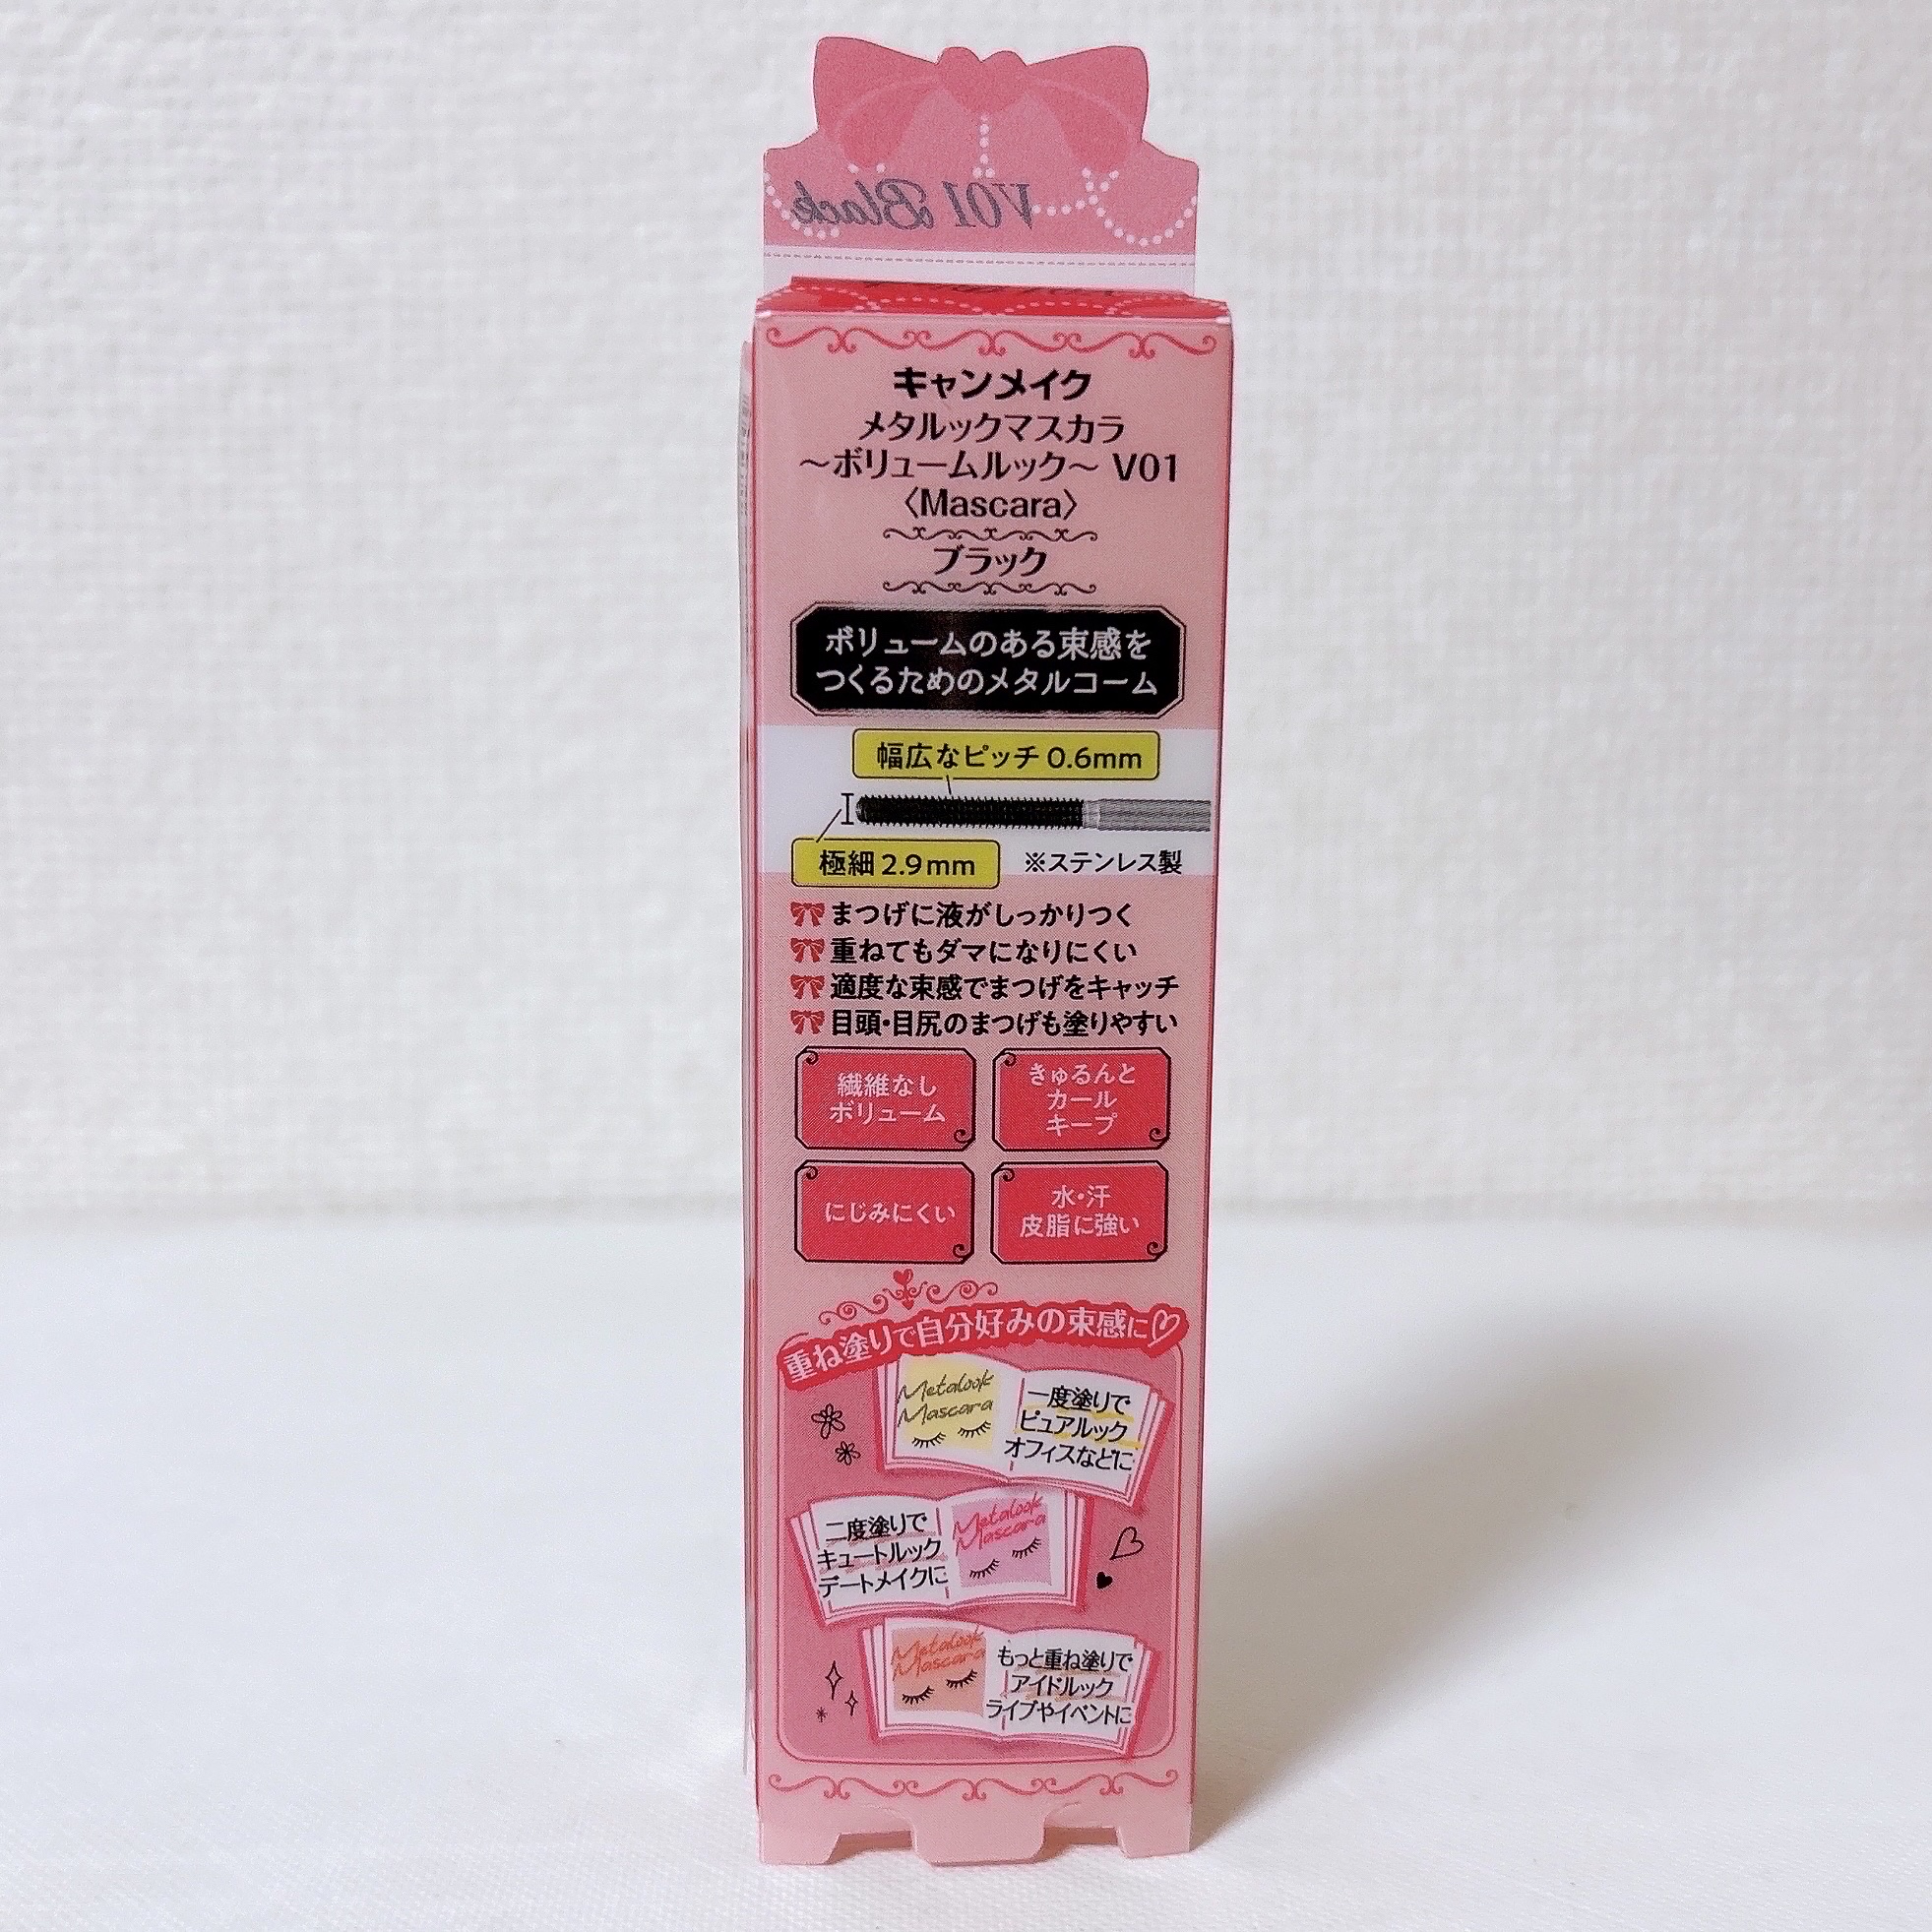 V01 Black
キャンメイク
メタルックマスカラ
～ボリュームルック～ V01
〈Mascara〉
ブラック
ボリュームのある束感を
つくるためのメタルコーム
幅広なピッチ 0.6mm
極細 2.9mm
※ステンレス製
まつげに液がしっかりつく
重ねてもダマになりにくい
適度な束感でまつげをキャッチ
目頭・目尻のまつげも塗りやすい
繊維なし
ボリューム
きゅるんと
カール
キープ
にじみにくい
水・汗
皮脂に強い
重ね塗りで自分好みの束感に♡
Metalook
Mascara
一度塗りで
ピュアルック
オフィスなどに
二度塗りで
キュートルック
デートメイクに
Metalook
Mascara
Metalook
Mascara
もっと重ね塗りで
アイドルック
ライブやイベントに